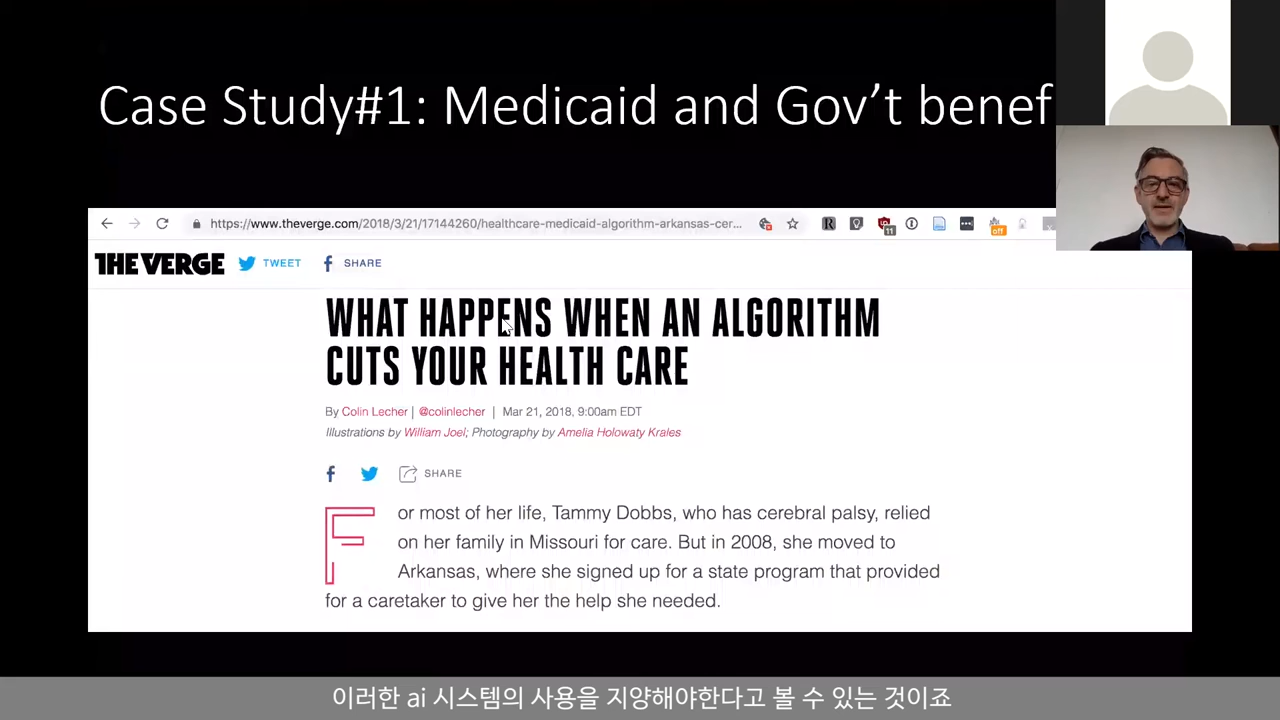 Case Study#1: Medicaid and Gov’t benef
https://www.theverge.com/2018/3/21/17144260/healthcare-medicaid-algorithm-arkansas-cer...
11
off
THE VERGE TWEET SHARE
WHAT HAPPENS WHEN AN ALGORITHM
CUTS YOUR HEALTH CARE
By Colin Lecher | @colinlecher | Mar 21, 2018, 9:00am EDT
Illustrations by William Joel; Photography by Amelia Holowaty Krales
SHARE
For most of her life, Tammy Dobbs, who has cerebral palsy, relied
on her family in Missouri for care. But in 2008, she moved to
Arkansas, where she signed up for a state program that provided
for a caretaker to give her the help she needed.
이러한 ai 시스템의 사용을 지양해야한다고 볼 수 있는 것이죠